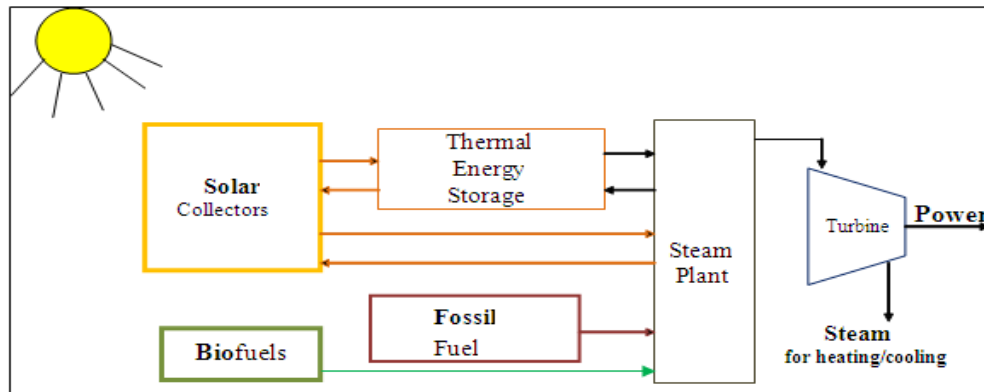 Solar
Collectors
Thermal
Energy
Storage
Steam
Plant
Turbine
Power
Steam
for heating/cooling
Fossil
Fuel
Biofuels